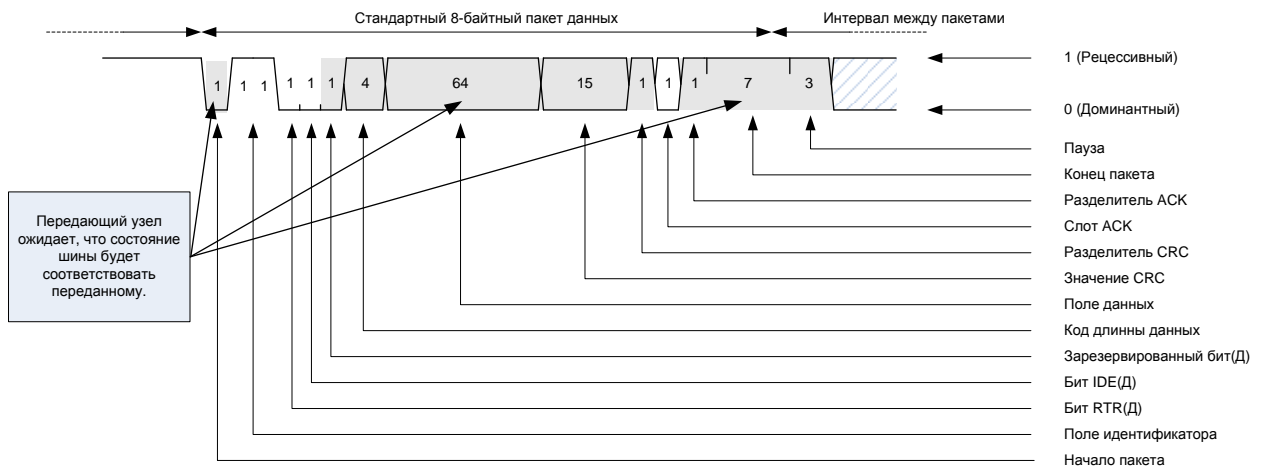 Стандартный 8-байтный пакет данных
Интервал между пакетами
1 (Рецессивный)
1 1 1 1 1 1 4 64 15 1 1 1 7 3
0 (Доминантный)
Пауза
Конец пакета
Разделитель ACK
Слот ACK
Разделитель CRC
Значение CRC
Поле данных
Код длинны данных
Зарезервированный бит(Д)
Бит IDE(Д)
Бит RTR(Д)
Поле идентификатора
Начало пакета
Передающий узел
ожидает, что состояние
шины будет
соответствовать
переданному.